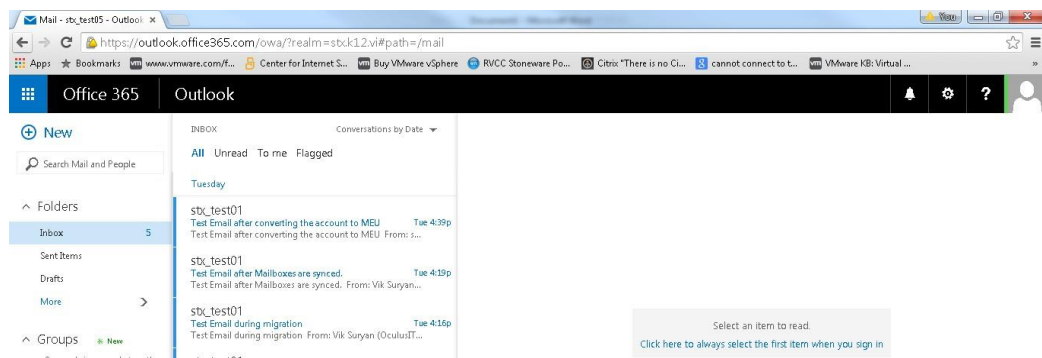 Mail - stx_test05 - Outlook
You
https://outlook.office365.com/owa/?realm=stx.k12.vi#path=/mail
Apps Bookmarks www.vmware.com/f... Center for Internet S... Buy VMware vSphere RVCC Stoneware Po... Citrix "There is no Ci... cannot connect to t... VMware KB: Virtual ... »
Office 365 Outlook ?
New
Search Mail and People
Folders
Inbox 5
Sent Items
Drafts
More
Groups New
INBOX Conversations by Date
All Unread To me Flagged
Tuesday
stx_test01
Test Email after converting the account to MEU Tue 4:39p
Test Email after converting the account to MEU From: s...
stx_test01
Test Email after Mailboxes are synced. Tue 4:19p
Test Email after Mailboxes are synced. From: Vik Suryan...
stx_test01
Test Email during migration Tue 4:16p
Test Email during migration From: Vik Suryan (OculusIT...
Select an item to read.
Click here to always select the first item when you sign in